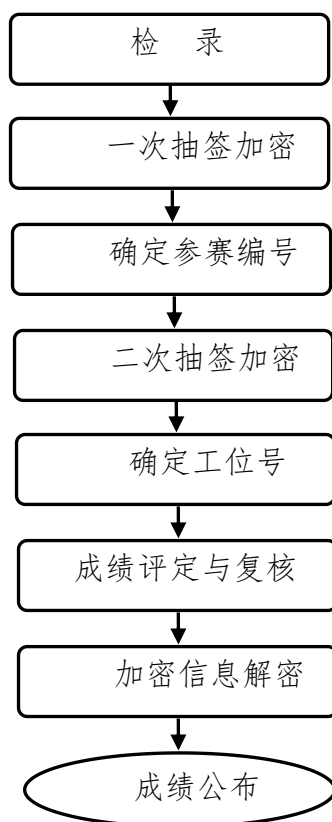 检 录
一次抽签加密
确定参赛编号
二次抽签加密
确定工位号
成绩评定与复核
加密信息解密
成绩公布